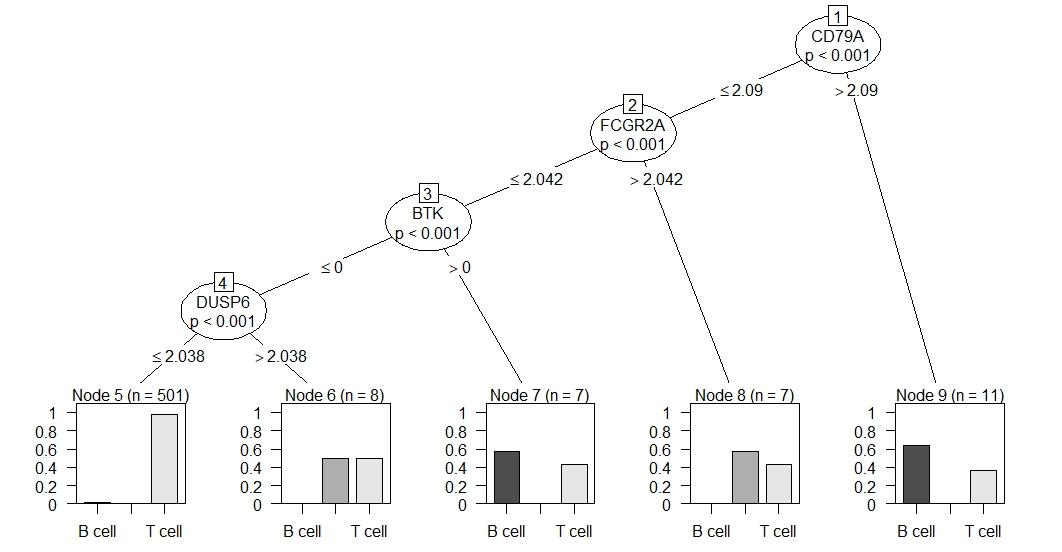 1
CD79A
p < 0.001
≤ 2.09
> 2.09
2
FCGR2A
p < 0.001
≤ 2.042
> 2.042
3
BTK
p < 0.001
≤ 0
> 0
4
DUSP6
p < 0.001
≤ 2.038
> 2.038
Node 5 (n = 501)
1
0.8
0.6
0.4
0.2
0
B cell
T cell
Node 6 (n = 8)
1
0.8
0.6
0.4
0.2
0
B cell
T cell
Node 7 (n = 7)
1
0.8
0.6
0.4
0.2
0
B cell
T cell
Node 8 (n = 7)
1
0.8
0.6
0.4
0.2
0
B cell
T cell
Node 9 (n = 11)
1
0.8
0.6
0.4
0.2
0
B cell
T cell